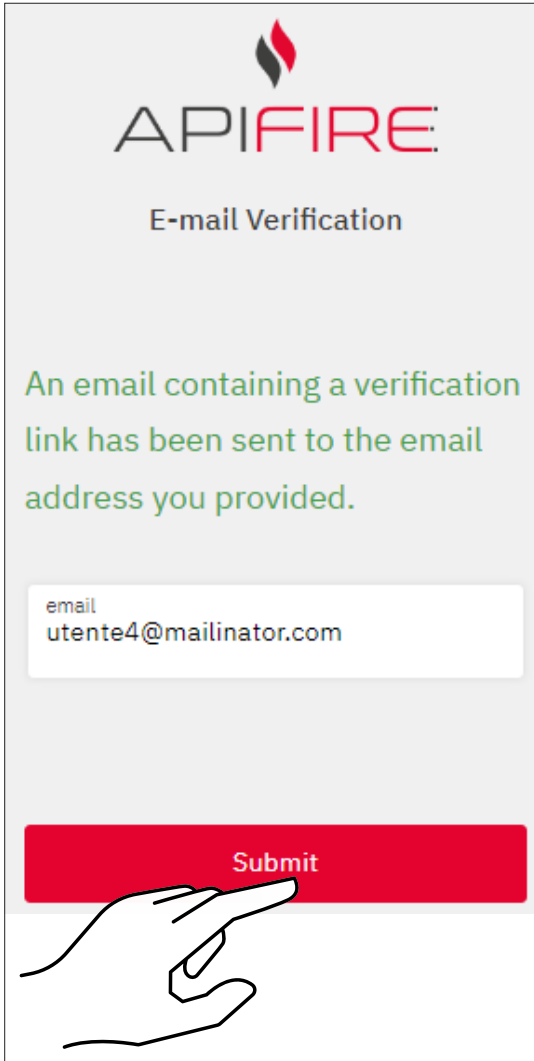 APIFIRE
E-mail Verification
An email containing a verification
link has been sent to the email
address you provided.
email
utente4@mailinator.com
Submit